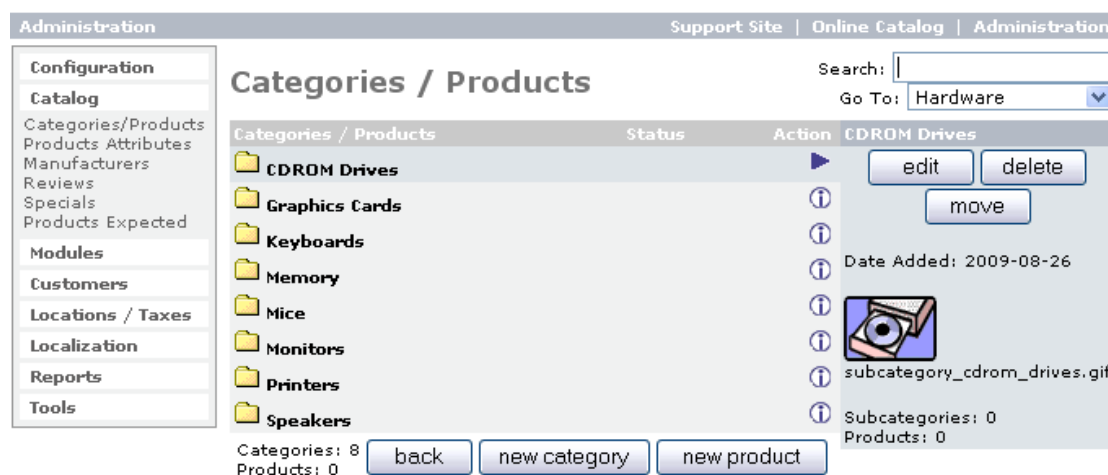 Administration
Support Site | Online Catalog | Administration
Configuration
Catalog
Categories/Products
Products Attributes
Manufacturers
Reviews
Specials
Products Expected
Modules
Customers
Locations / Taxes
Localization
Reports
Tools
Categories / Products
Search:
Go To: Hardware
Categories / Products Status Action
CDROM Drives
Graphics Cards
Keyboards
Memory
Mice
Monitors
Printers
Speakers
Categories: 8
Products: 0
back new category new product
CDROM Drives
edit delete
move
Date Added: 2009-08-26
subcategory_cdrom_drives.gif
Subcategories: 0
Products: 0